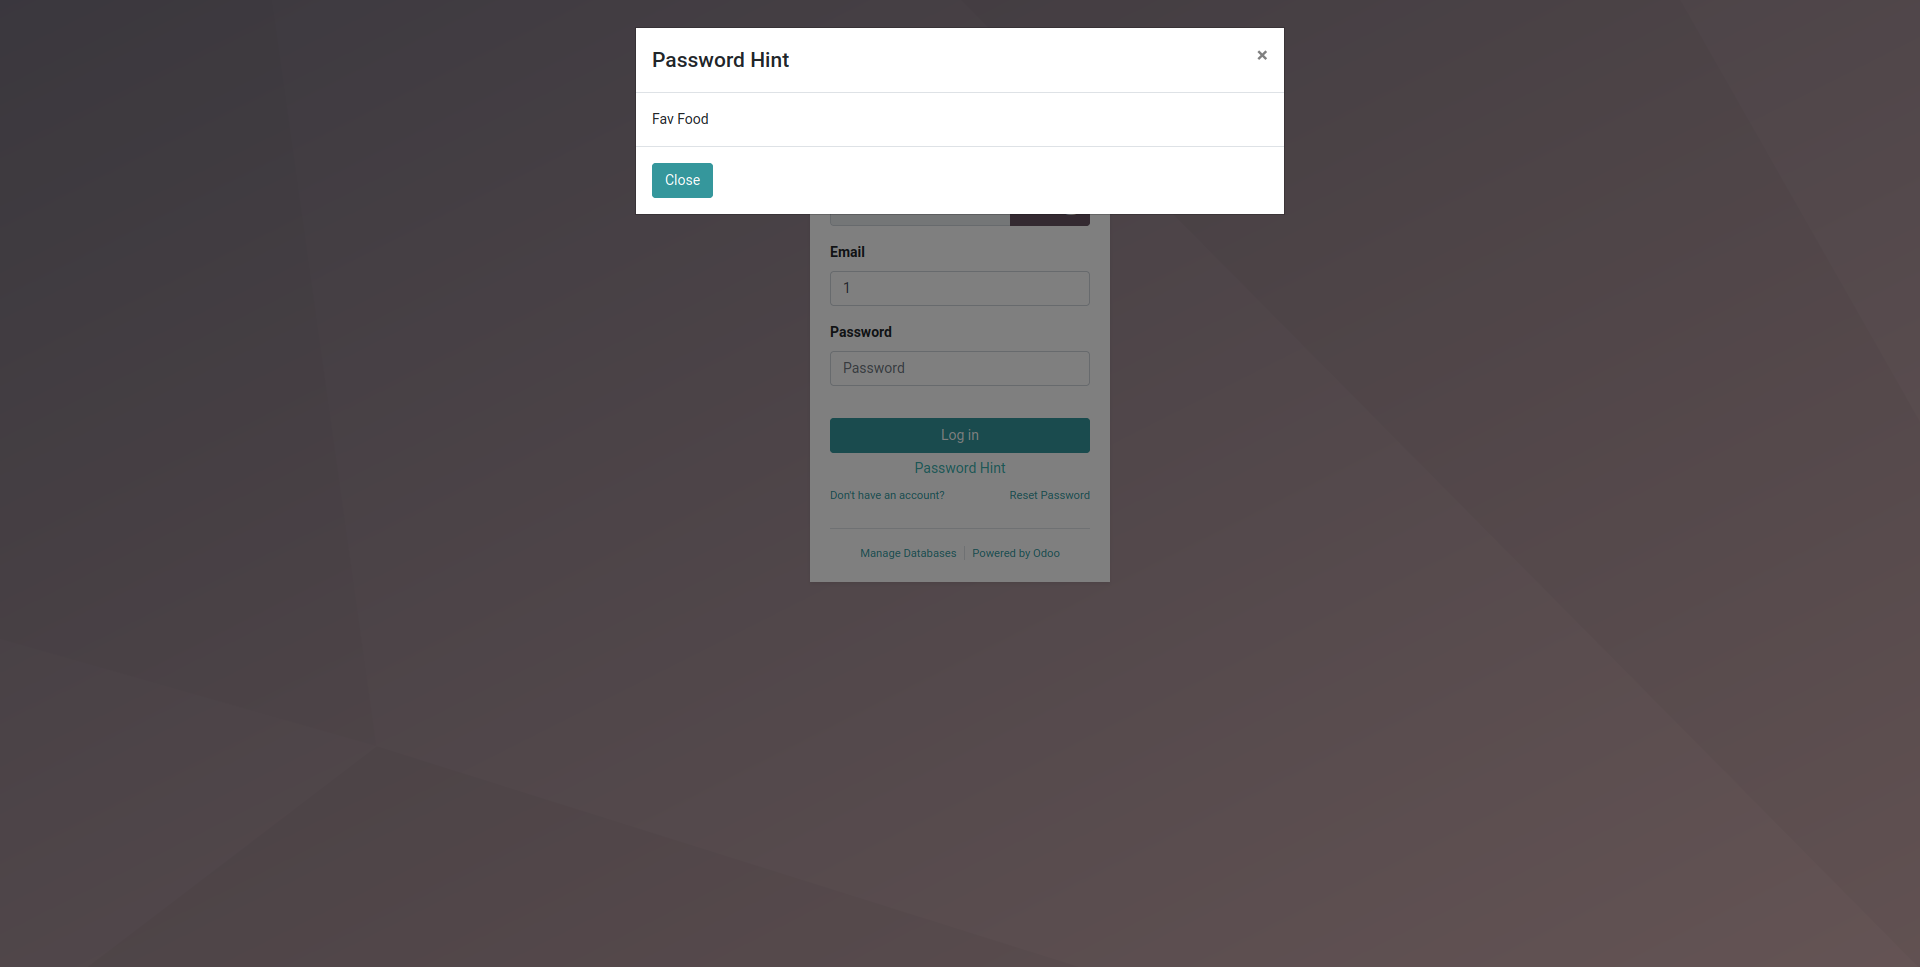 Password Hint
×
Fav Food
Close
Email
1
Password
Password
Log in
Password Hint
Don't have an account? Reset Password
Manage Databases Powered by Odoo